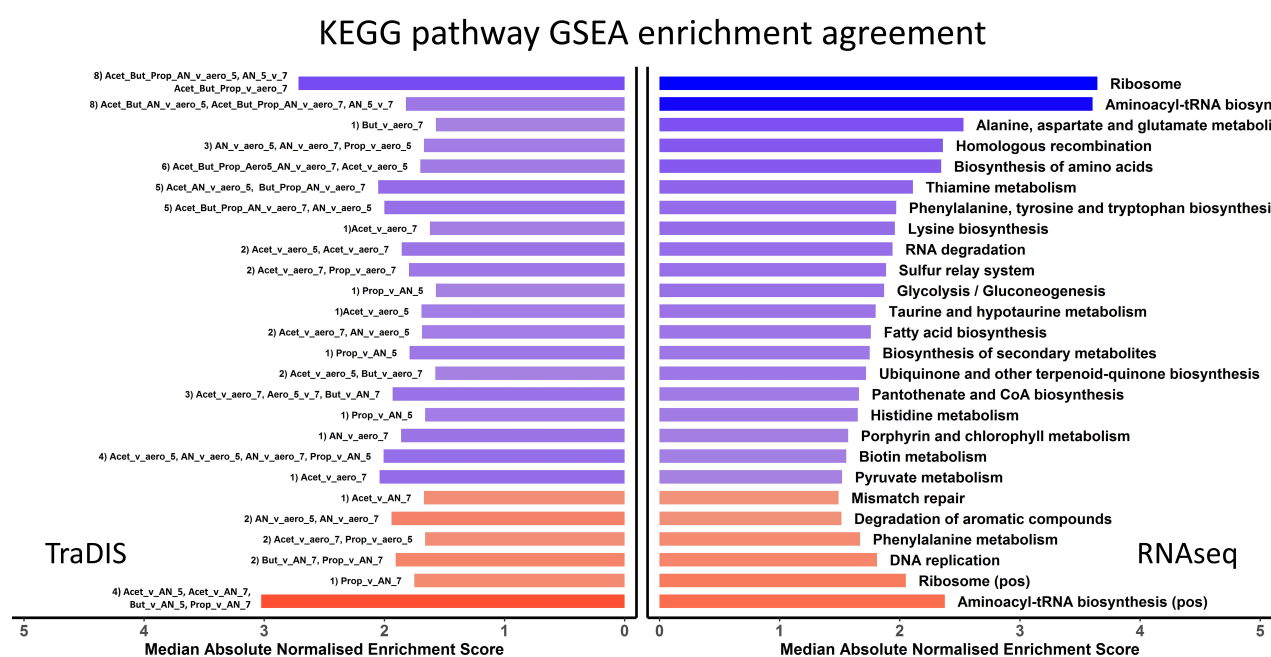 KEGG pathway GSEA enrichment agreement
8) Acet_But_Prop_AN_v_aero_5, AN_5_v_7
Acet_But_Prop_v_aero_7
Ribosome
8) Acet_But_AN_v_aero_5, Acet_But_Prop_AN_v_aero_7, AN_5_v_7
Aminoacyl-tRNA biosyn
1) But_v_aero_7
Alanine, aspartate and glutamate metaboli
3) AN_v_aero_5, AN_v_aero_7, Prop_v_aero_5
Homologous recombination
6) Acet_But_Prop_Aero5_AN_v_aero_7, Acet_v_aero_5
Biosynthesis of amino acids
5) Acet_AN_v_aero_5, But_Prop_AN_v_aero_7
Thiamine metabolism
5) Acet_But_Prop_AN_v_aero_7, AN_v_aero_5
Phenylalanine, tyrosine and tryptophan biosynthesi
1)Acet_v_aero_7
Lysine biosynthesis
2) Acet_v_aero_5, Acet_v_aero_7
RNA degradation
2) Acet_v_aero_7, Prop_v_aero_7
Sulfur relay system
1) Prop_v_AN_5
Glycolysis / Gluconeogenesis
1)Acet_v_aero_5
Taurine and hypotaurine metabolism
2) Acet_v_aero_7, AN_v_aero_5
Fatty acid biosynthesis
1) Prop_v_AN_5
Biosynthesis of secondary metabolites
2) Acet_v_aero_5, But_v_aero_7
Ubiquinone and other terpenoid-quinone biosynthesis
3) Acet_v_aero_7, Aero_5_v_7, But_v_AN_7
Pantothenate and CoA biosynthesis
1) Prop_v_AN_5
Histidine metabolism
1) AN_v_aero_7
Porphyrin and chlorophyll metabolism
4) Acet_v_aero_5, AN_v_aero_5, AN_v_aero_7, Prop_v_AN_5
Biotin metabolism
1) Acet_v_aero_7
Pyruvate metabolism
1) Acet_v_AN_7
Mismatch repair
2) AN_v_aero_5, AN_v_aero_7
Degradation of aromatic compounds
2) Acet_v_aero_7, Prop_v_aero_5
Phenylalanine metabolism
TraDIS
RNAseq
2) But_v_AN_7, Prop_v_AN_7
DNA replication
1) Prop_v_AN_7
Ribosome (pos)
4) Acet_v_AN_5, Acet_v_AN_7,
But_v_AN_5, Prop_v_AN_7
Aminoacyl-tRNA biosynthesis (pos)
5 4 3 2 1 0
0 1 2 3 4 5
Median Absolute Normalised Enrichment Score
Median Absolute Normalised Enrichment Score